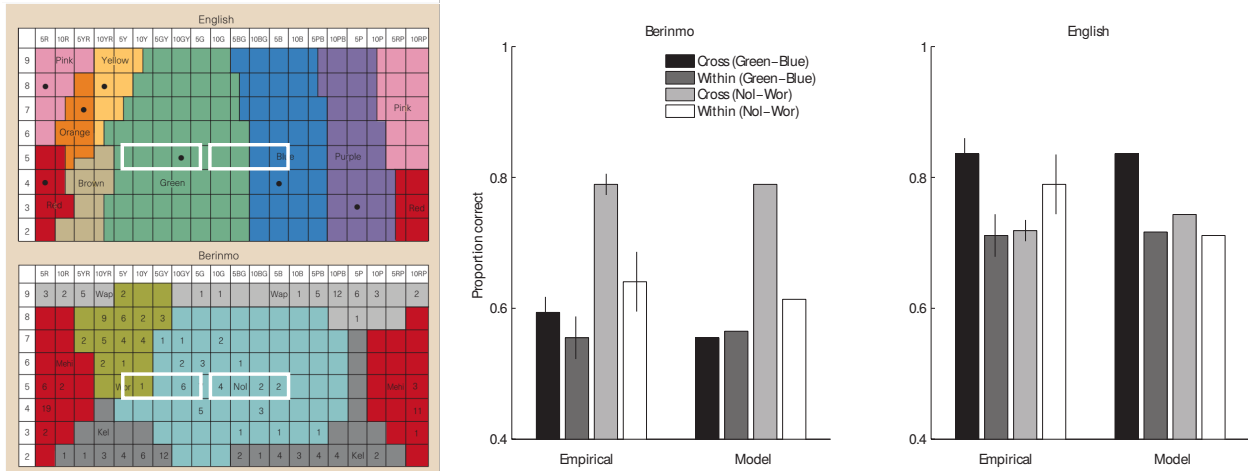 English
5R 10R 5YR 10YR 5Y 10Y 5GY 10GY 5G 10G 5BG 10BG 5B 10B 5PB 10PB 5P 10P 5RP 10RP
9 Pink Yellow
8
7 Pink
6 Orange
5 Blue Purple
4 Brown Green
3 Red Red
2
Berinmo
5R 10R 5YR 10YR 5Y 10Y 5GY 10GY 5G 10G 5BG 10BG 5B 10B 5PB 10PB 5P 10P 5RP 10RP
9 3 2 5 Wap 2 1 1 Wap 1 5 12 6 3 2
8 9 6 2 3 1
7 2 5 4 4 1 1 2
6 Mehi 2 1 2 3 1
5 6 2 Wor 1 6 4 Nol 2 2 Mehi 3
4 19 5 3 11
3 2 Kel 1 1 1 1
2 1 1 3 4 6 12 2 1 4 3 4 4 Kel 2
Berinmo
Cross (Green–Blue)
Within (Green–Blue)
Cross (Nol–Wor)
Within (Nol–Wor)
Proportion correct
1
0.8
0.6
0.4
Empirical Model
English
1
0.8
0.6
0.4
Empirical Model